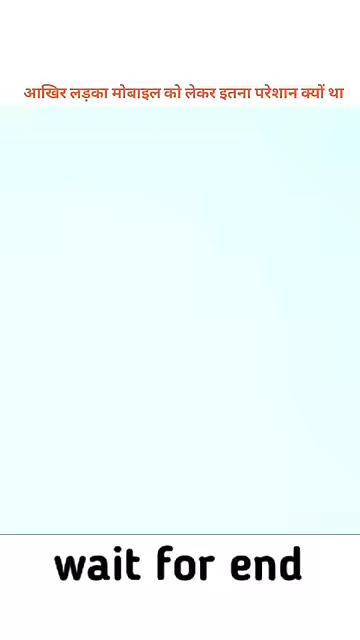 आखिर लड़का मोबाइल को लेकर इतना परेशान क्यों था
wait for end